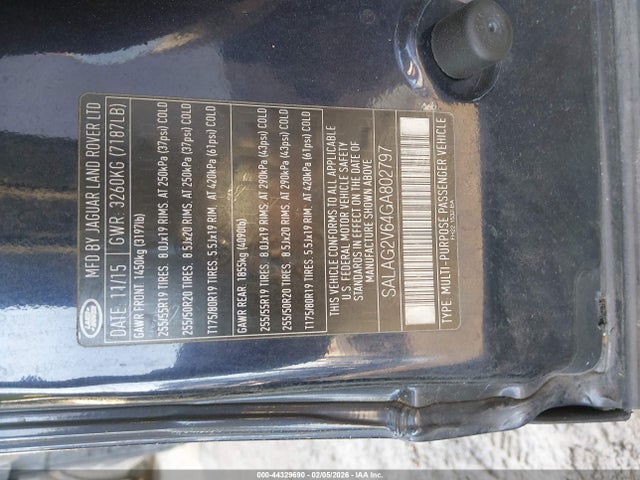 MFD BY JAGUAR LAND ROVER LTD
DATE: 11/15 GWR: 3260KG (7187LB)
GAWR FRONT 1450kg (3197lb)
255/55R19 TIRES. 8.0Jx19 RIMS. AT 250kPa (37psi) COLD
255/50R20 TIRES. 8.5Jx20 RIMS. AT 250kPa (37psi) COLD
T175/80R19 TIRES. 5.5Jx19 RIM. AT 420kPa (61psi) COLD
GAWR REAR 1855kg (4090lb)
255/55R19 TIRES. 8.0Jx19 RIMS. AT 290kPa (43psi) COLD
255/50R20 TIRES. 8.5Jx20 RIMS. AT 290kPa (43psi) COLD
T175/80R19 TIRES. 5.5Jx19 RIM. AT 420kPa (61psi) COLD
THIS VEHICLE CONFORMS TO ALL APPLICABLE
U.S FEDERAL MOTOR VEHICLE SAFETY
STANDARDS IN EFFECT ON THE DATE OF
MANUFACTURE SHOWN ABOVE
SALAG2V64GA802797
TYPE: MULTI-PURPOSE PASSENGER VEHICLE
000-44329690 - 02/05/2026 - IAA, Inc.